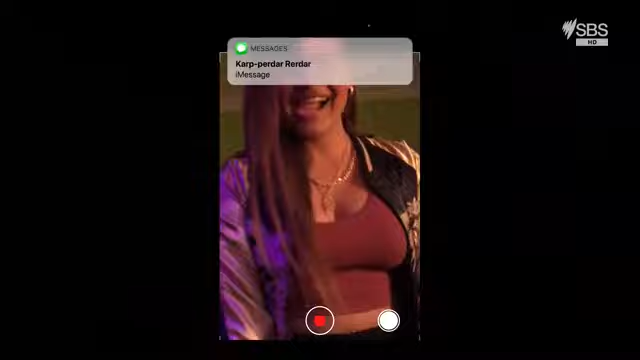 SBS
HD
MESSAGES
Karp-perdar Rerdar
iMessage